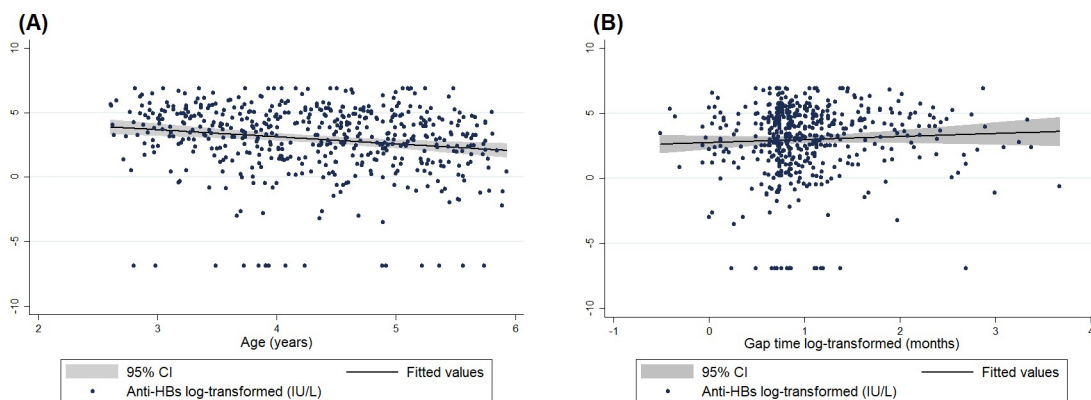 (A)
10
5
0
-5
-10
2
3
4
5
6
Age (years)
95% CI
Fitted values
Anti-HBs log-transformed (IU/L)
(B)
10
5
0
-5
-10
-1
0
1
2
3
4
Gap time log-transformed (months)
95% CI
Fitted values
Anti-HBs log-transformed (IU/L)